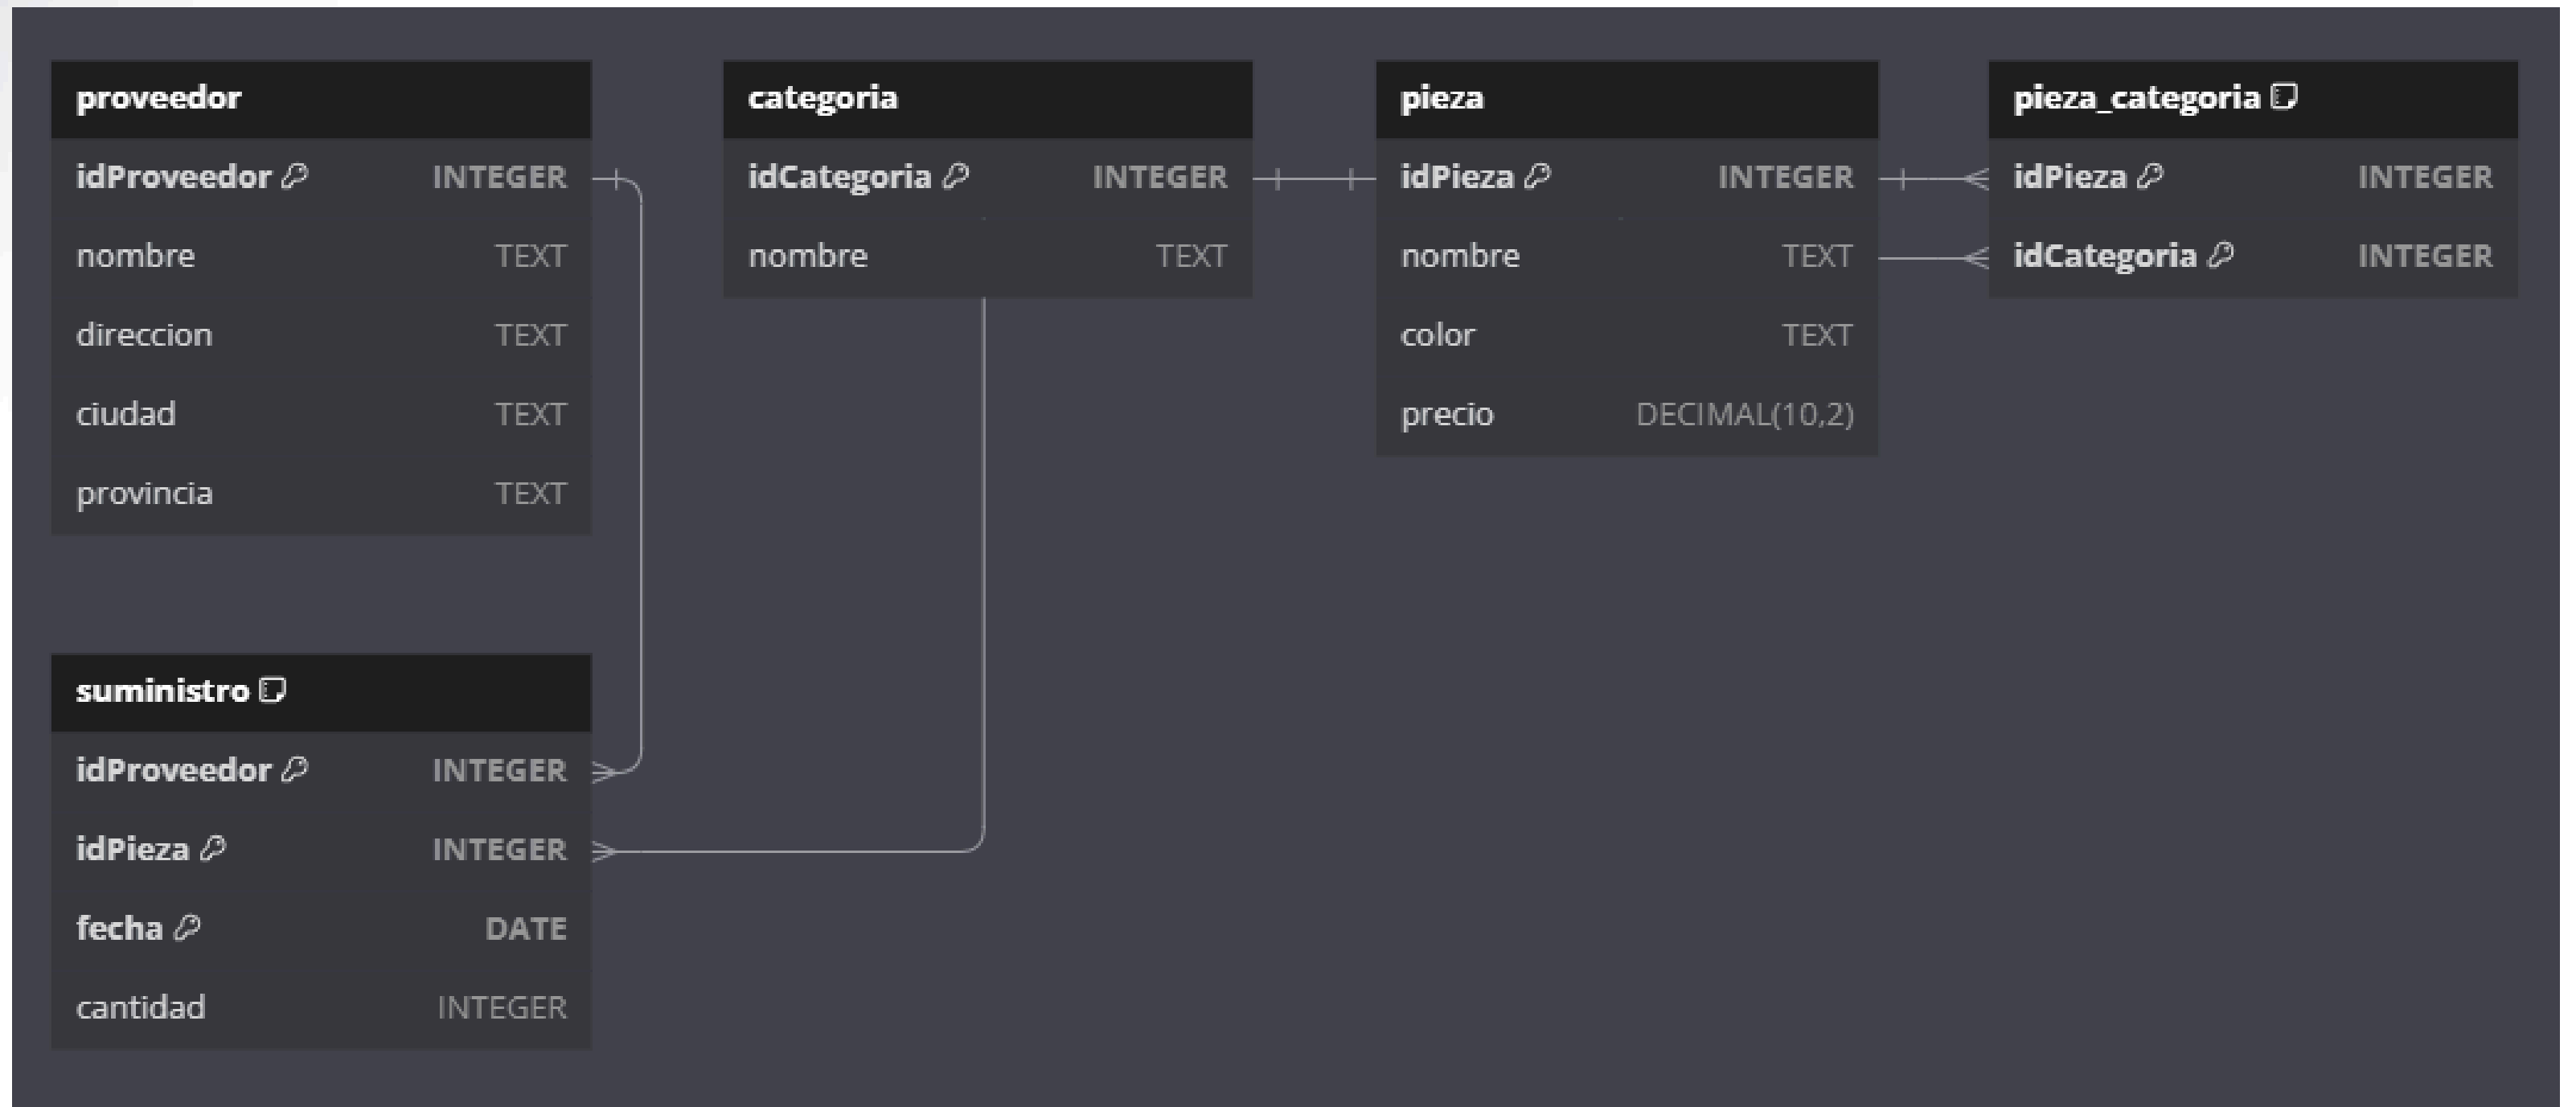 proveedor
idProveedor INTEGER
nombre TEXT
direccion TEXT
ciudad TEXT
provincia TEXT
categoria
idCategoria INTEGER
nombre TEXT
pieza
idPieza INTEGER
nombre TEXT
color TEXT
precio DECIMAL(10,2)
pieza_categoria
idPieza INTEGER
idCategoria INTEGER
suministro
idProveedor INTEGER
idPieza INTEGER
fecha DATE
cantidad INTEGER